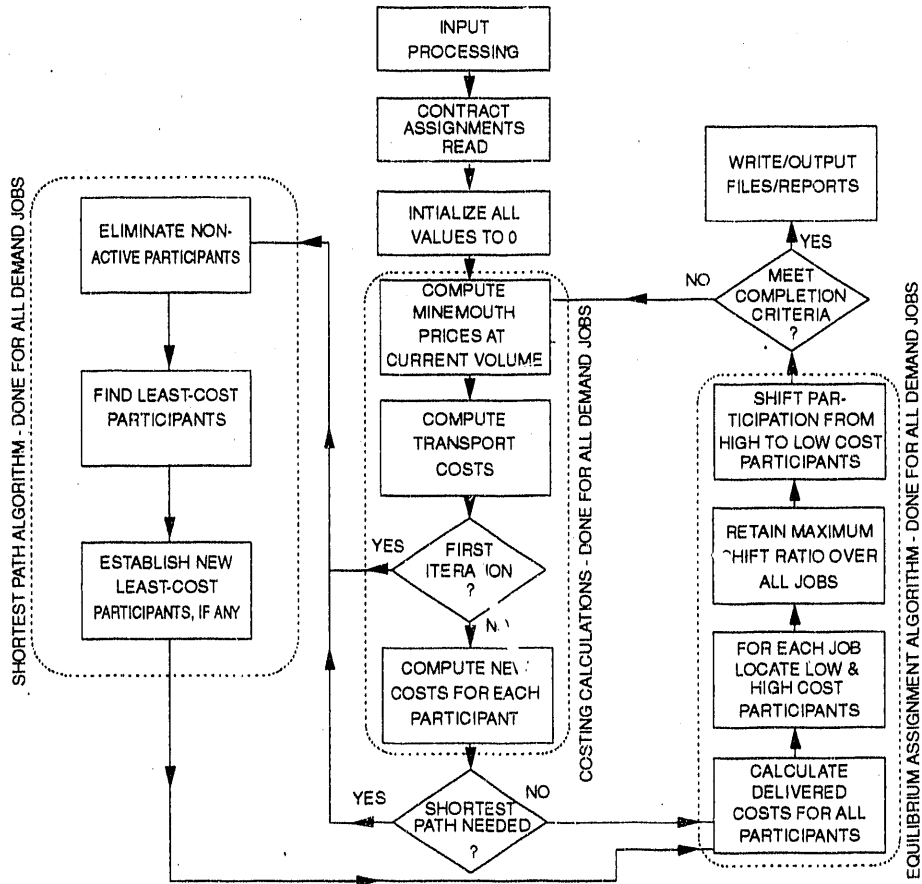 INPUT
PROCESSING
CONTRACT
ASSIGNMENTS
READ
INTIALIZE ALL
VALUES TO 0
COMPUTE
MINEMOUTH
PRICES AT
CURRENT VOLUME
COMPUTE
TRANSPORT
COSTS
FIRST
?
YES
COMPUTE
COSTS FOR EACH
PARTICIPANT
SHORTEST
PATH NEEDED
?
YES
NO
COSTING CALCULATIONS - DONE FOR ALL DEMAND JOBS
SHORTEST PATH ALGORITHM - DONE FOR ALL DEMAND JOBS
ELIMINATE NON-
ACTIVE PARTICIPANTS
FIND LEAST-COST
PARTICIPANTS
ESTABLISH NEW
LEAST-COST
PARTICIPANTS, IF ANY
WRITE/OUTPUT
FILES/REPORTS
YES
NO
MEET
COMPLETION
CRITERIA
?
SHIFT PAR-
TICIPATION FROM
HIGH TO LOW COST
PARTICIPANTS
RETAIN MAXIMUM
RATIO OVER
ALL JOBS
FOR EACH JOB
LOCATE LOW &
HIGH COST
PARTICIPANTS
CALCULATE
DELIVERED
COSTS FOR ALL
PARTICIPANTS
EQUILIBRIUM ASSIGNMENT ALGORITHM - DONE FOR ALL DEMAND JOBS